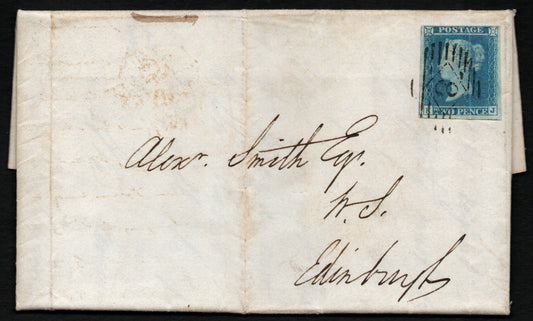 POSTAGE
TWO PENCE
J
Alexr. Smith Esq.
W.S.
Edinburgh